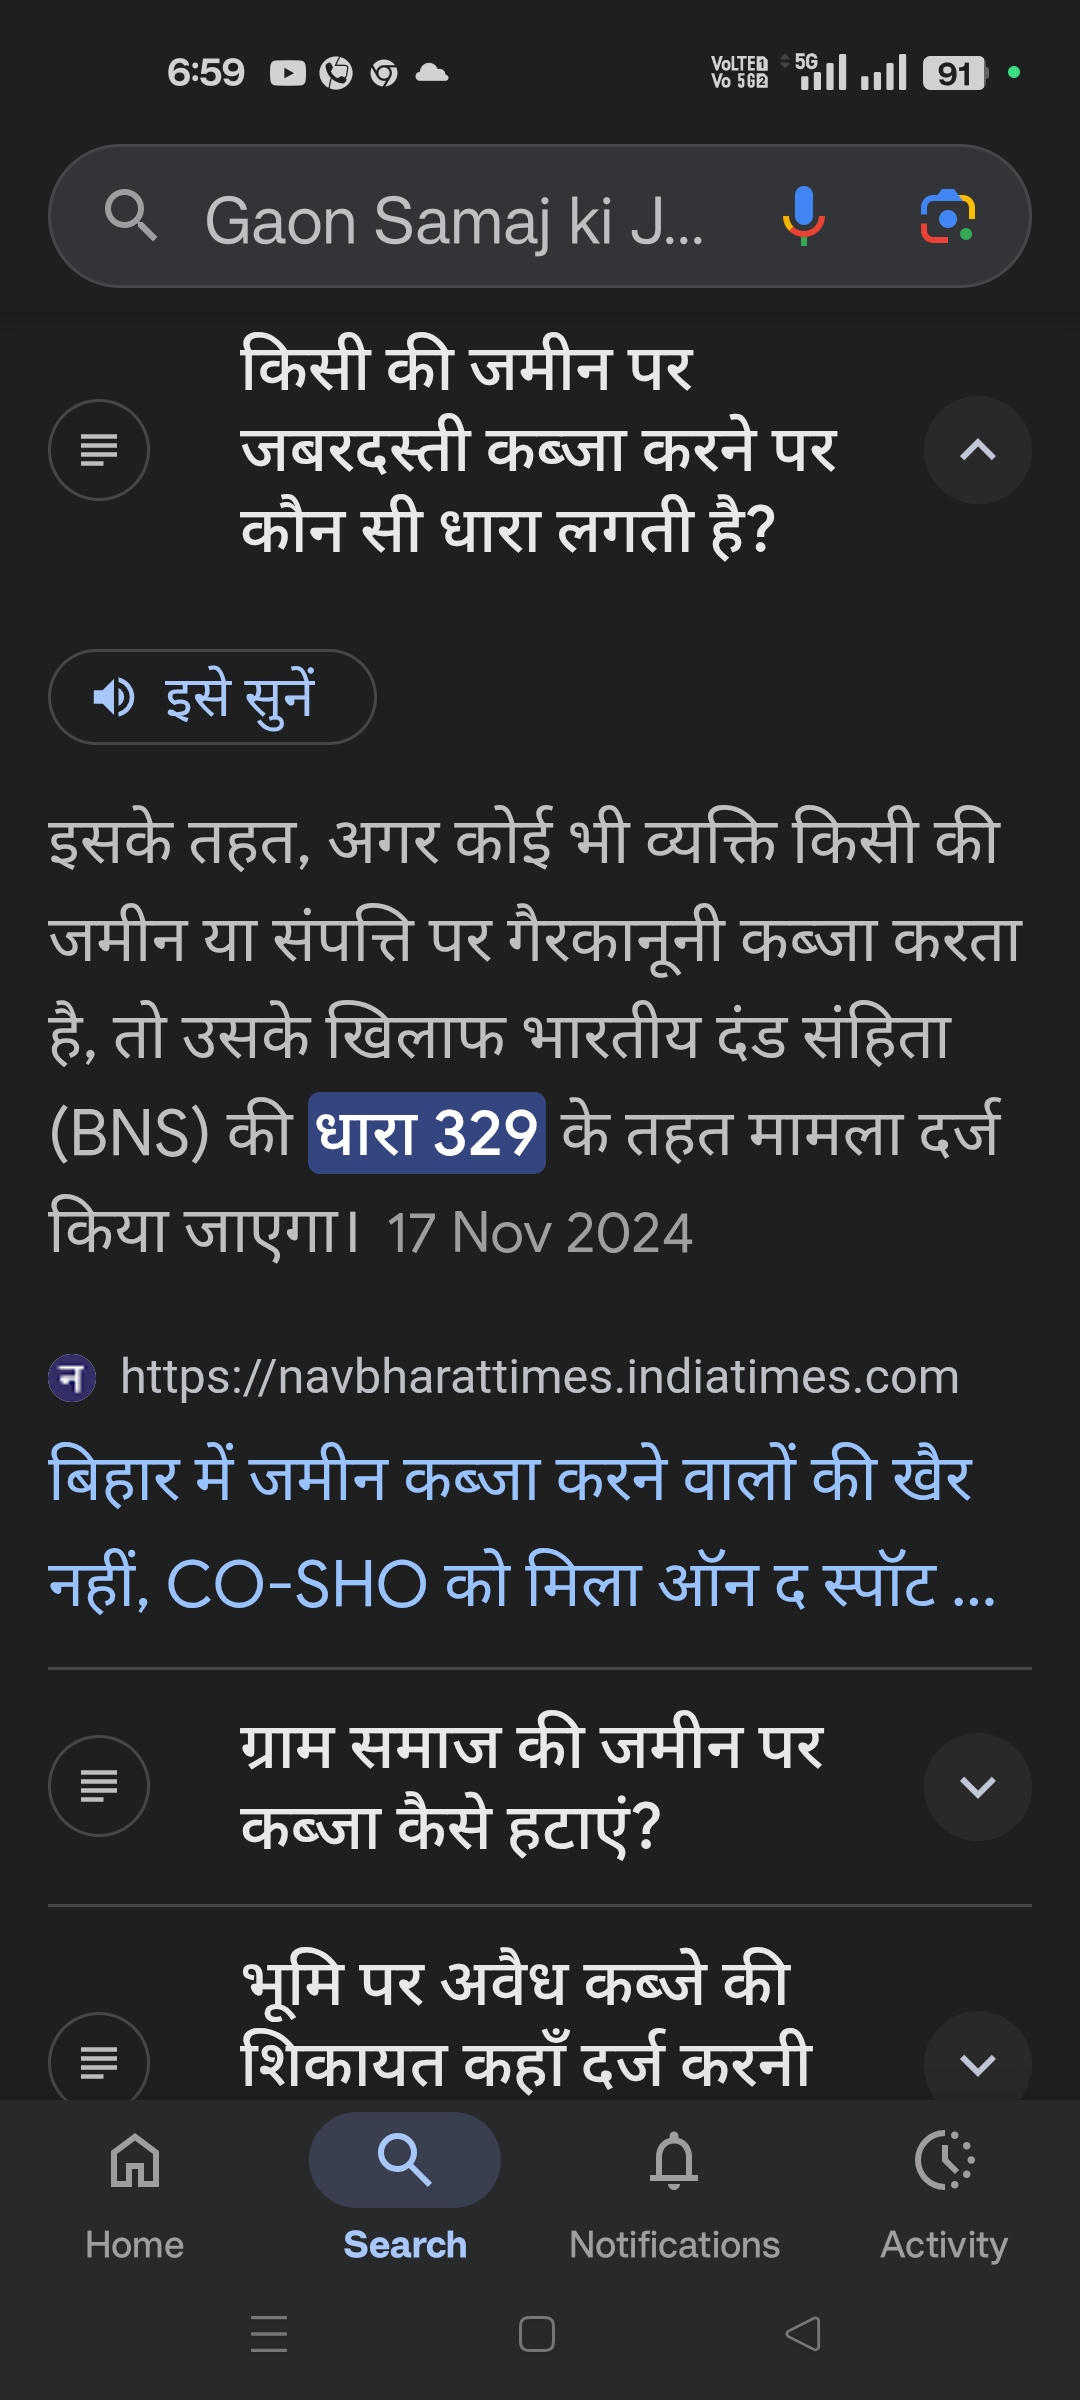 6:59
VoLTE1 5G
Vo 5G2
91
Gaon Samaj ki J...
किसी की जमीन पर
जबरदस्ती कब्जा करने पर
कौन सी धारा लगती है?
इसे सुनें
इसके तहत, अगर कोई भी व्यक्ति किसी की
जमीन या संपत्ति पर गैरकानूनी कब्जा करता
है, तो उसके खिलाफ भारतीय दंड संहिता
(BNS) की धारा 329 के तहत मामला दर्ज
किया जाएगा। 17 Nov 2024
न https://navbharattimes.indiatimes.com
बिहार में जमीन कब्जा करने वालों की खैर
नहीं, CO-SHO को मिला ऑन द स्पॉट ...
ग्राम समाज की जमीन पर
कब्जा कैसे हटाएं?
भूमि पर अवैध कब्जे की
शिकायत कहाँ दर्ज करनी
Home Search Notifications Activity